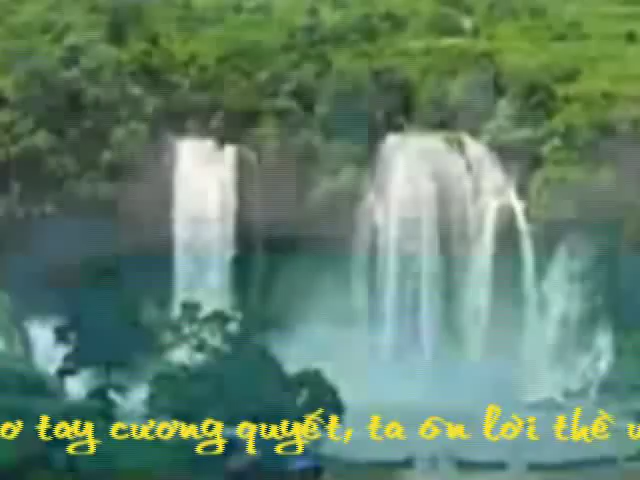 ơ tay cương quyết, ta ôn lời thề